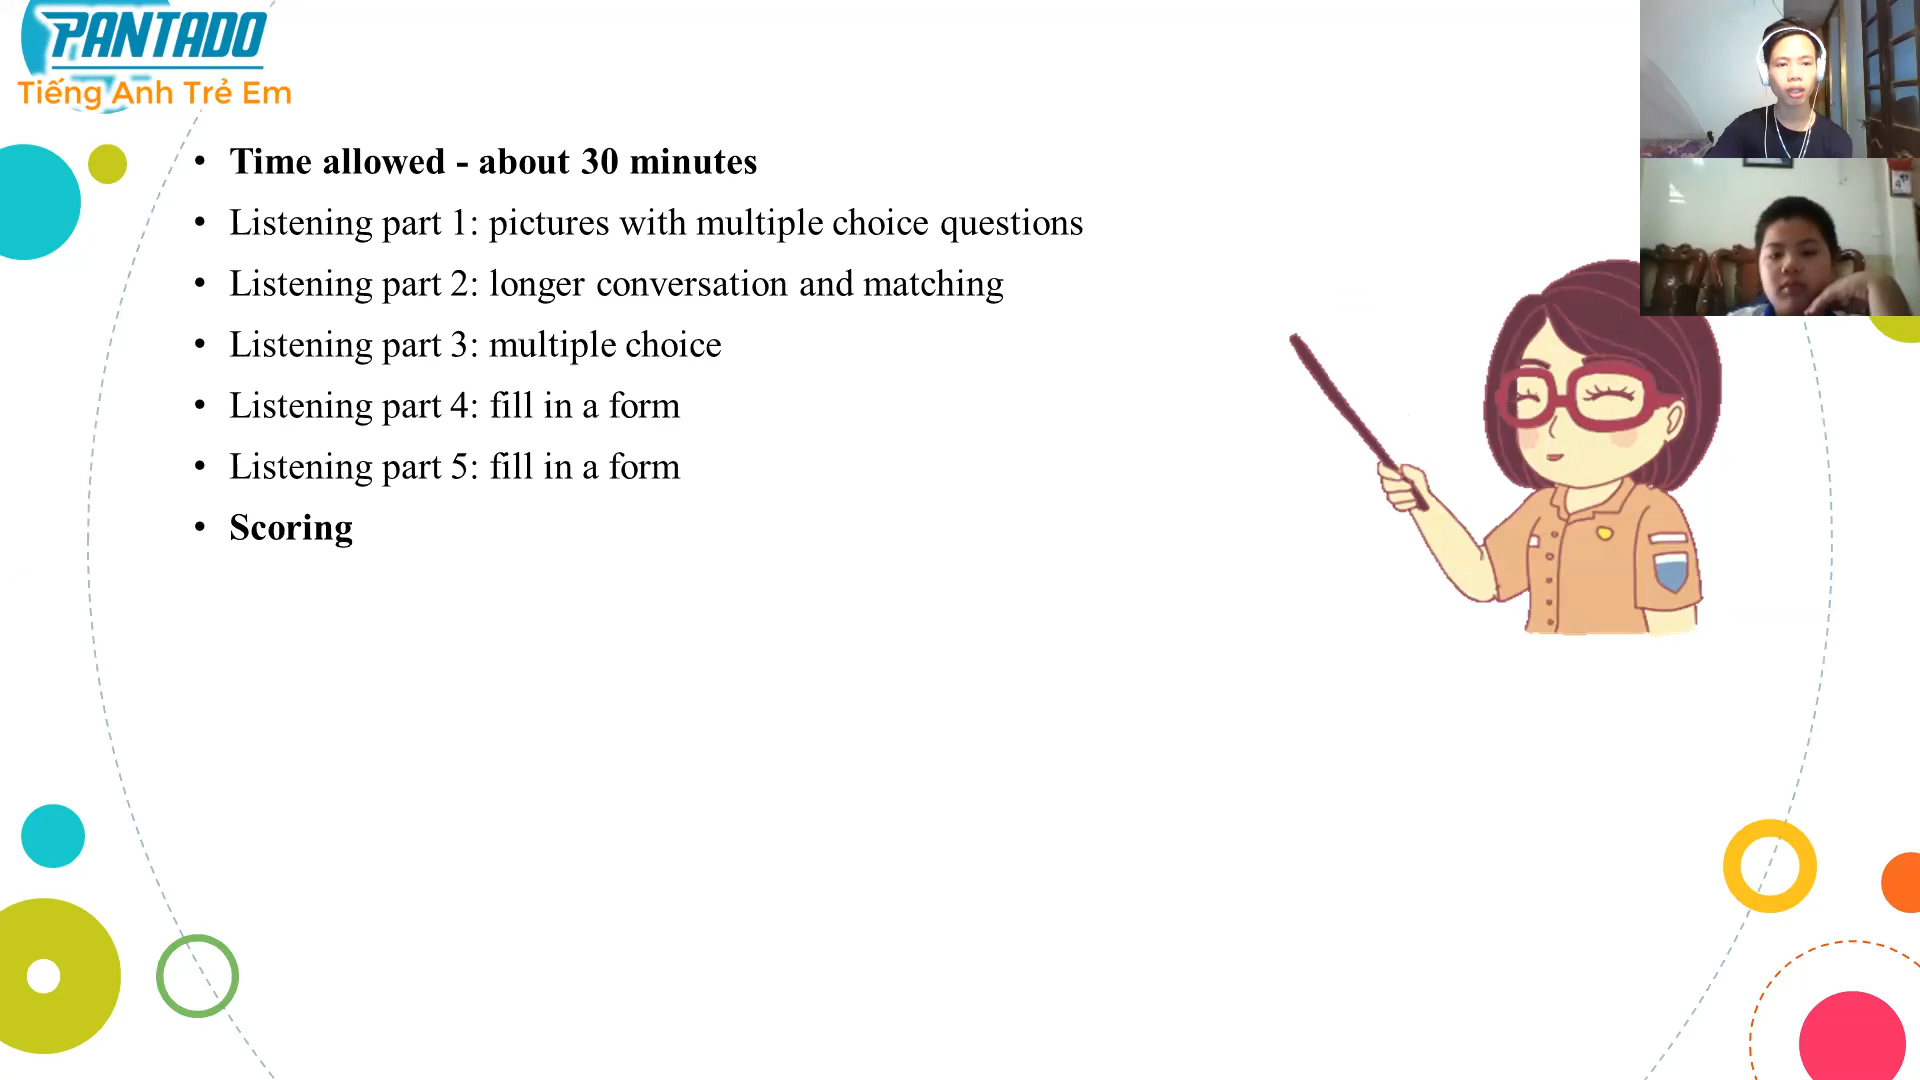 PANTADO
Tiếng Anh Trẻ Em
• Time allowed - about 30 minutes
• Listening part 1: pictures with multiple choice questions
• Listening part 2: longer conversation and matching
• Listening part 3: multiple choice
• Listening part 4: fill in a form
• Listening part 5: fill in a form
• Scoring